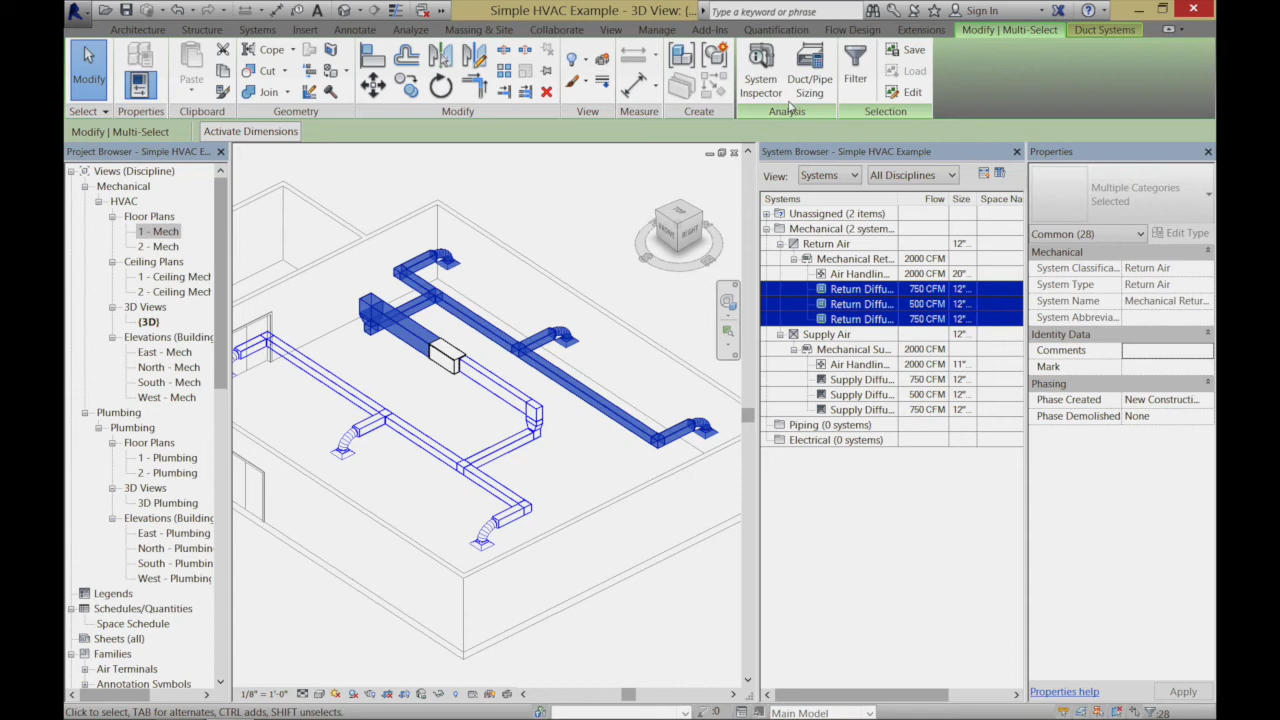 Simple HVAC Example - 3D View: {...
Type a keyword or phrase
Sign In
Architecture Structure Systems Insert Annotate Analyze Massing & Site Collaborate View Manage Add-Ins Quantification Flow Design Extensions Modify | Multi-Select Duct Systems
Modify
Paste
Cope
Cut
Join
System Inspector
Duct/Pipe Sizing
Filter
Save
Load
Edit
Select Properties Clipboard Geometry Modify View Measure Create Analysis Selection
Modify | Multi-Select Activate Dimensions
Project Browser - Simple HVAC E...
Views (Discipline)
Mechanical
HVAC
Floor Plans
1 - Mech
2 - Mech
Ceiling Plans
1 - Ceiling Mech
2 - Ceiling Mech
3D Views
{3D}
Elevations (Building
East - Mech
North - Mech
South - Mech
West - Mech
Plumbing
Plumbing
Floor Plans
1 - Plumbing
2 - Plumbing
3D Views
3D Plumbing
Elevations (Building
East - Plumbing
North - Plumbing
South - Plumbing
West - Plumbing
Legends
Schedules/Quantities
Space Schedule
Sheets (all)
Families
Air Terminals
Annotation Symbols
TOP
FRONT
RIGHT
1/8" = 1'-0"
System Browser - Simple HVAC Example
View: Systems All Disciplines
Systems Flow Size Space Na
Unassigned (2 items)
Mechanical (2 system...
Return Air 12"...
Mechanical Ret... 2000 CFM
Air Handlin... 2000 CFM 20"...
Return Diffu... 750 CFM 12"...
Return Diffu... 500 CFM 12"...
Return Diffu... 750 CFM 12"...
Supply Air 12"...
Mechanical Su... 2000 CFM
Air Handlin... 2000 CFM 11"...
Supply Diffu... 750 CFM 12"...
Supply Diffu... 500 CFM 12"...
Supply Diffu... 750 CFM 12"...
Piping (0 systems)
Electrical (0 systems)
Properties
Multiple Categories Selected
Common (28) Edit Type
Mechanical
System Classifica... Return Air
System Type Return Air
System Name Mechanical Retur...
System Abbrevia...
Identity Data
Comments
Mark
Phasing
Phase Created New Constructi...
Phase Demolished None
Properties help Apply
Click to select, TAB for alternates, CTRL adds, SHIFT unselects.
:0
Main Model
:28